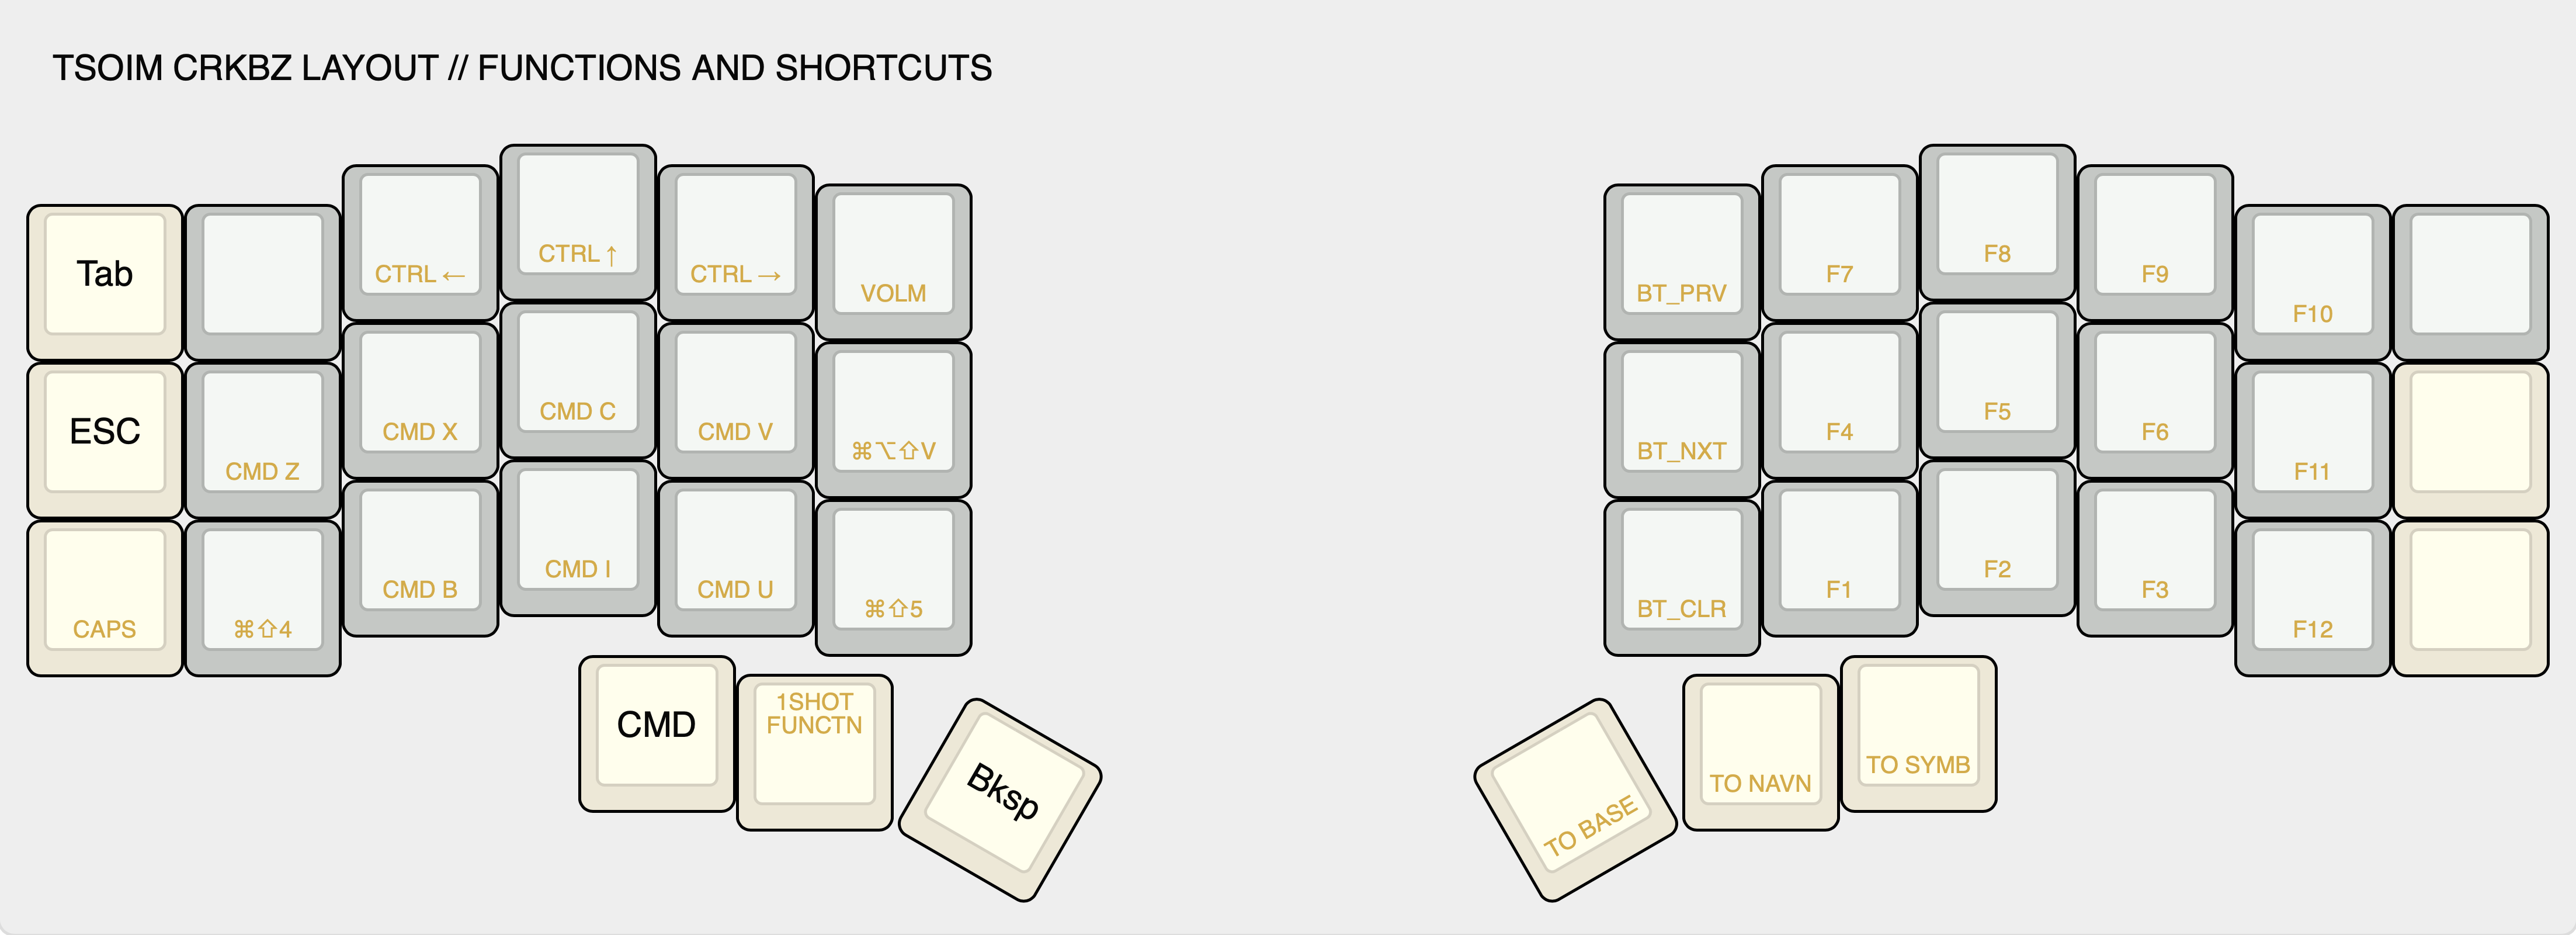 TSOIM CRKBZ LAYOUT // FUNCTIONS AND SHORTCUTS
Tab
CTRL ←
CTRL ↑
CTRL →
VOLM
BT_PRV
F7
F8
F9
F10
ESC
CMD Z
CMD X
CMD C
CMD V
⌘⌥⇧V
BT_NXT
F4
F5
F6
F11
CAPS
⌘⇧4
CMD B
CMD I
CMD U
⌘⇧5
BT_CLR
F1
F2
F3
F12
CMD
1SHOT
FUNCTN
Bksp
TO BASE
TO NAVN
TO SYMB